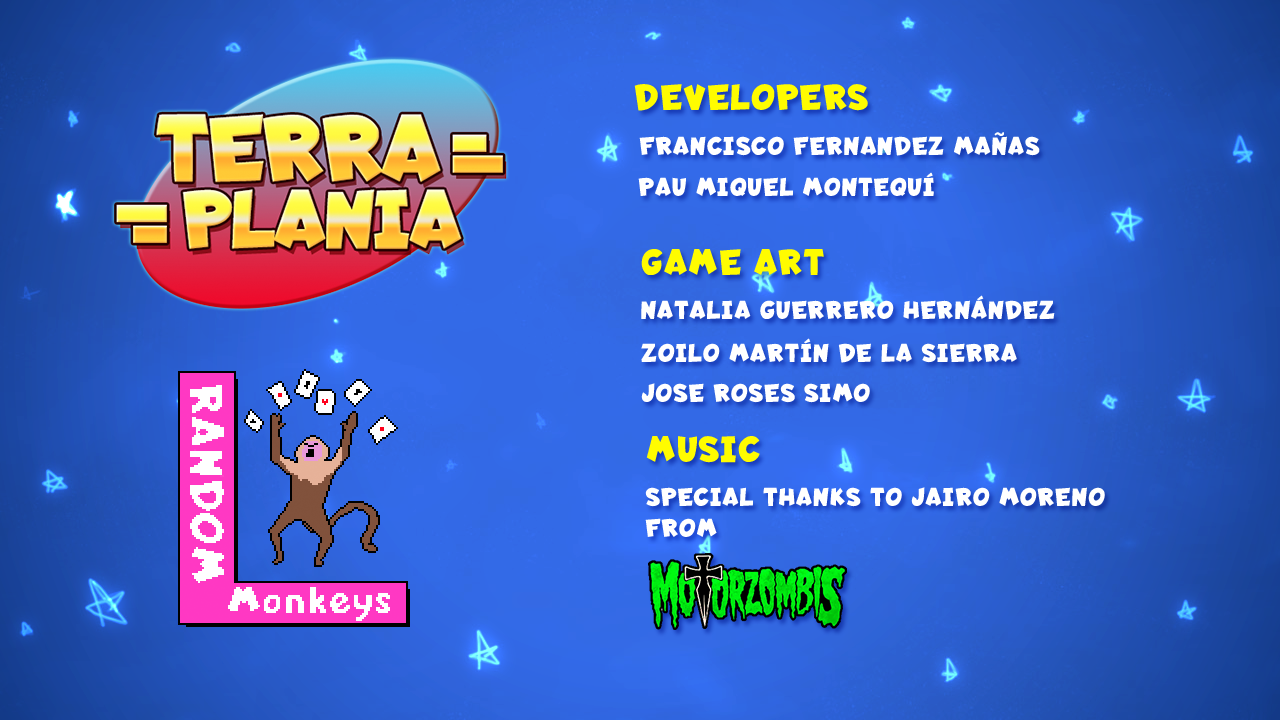 TERRA
PLANIA
RANDOM
Monkeys
DEVELOPERS
FRANCISCO FERNANDEZ MAÑAS
PAU MIQUEL MONTEQUÍ
GAME ART
NATALIA GUERRERO HERNÁNDEZ
ZOILO MARTÍN DE LA SIERRA
JOSE ROSES SIMO
MUSIC
SPECIAL THANKS TO JAIRO MORENO
FROM
MOTORZOMBIS